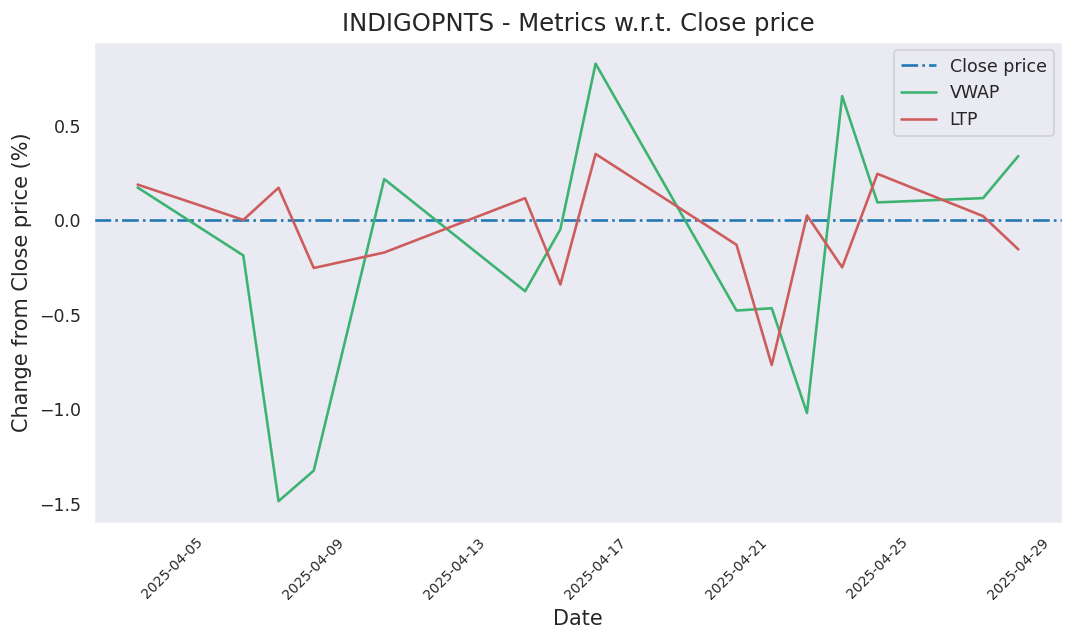 INDIGOPNTS - Metrics w.r.t. Close price
Close price
VWAP
LTP
Change from Close price (%)
0.5
0.0
−0.5
−1.0
−1.5
2025-04-05
2025-04-09
2025-04-13
2025-04-17
2025-04-21
2025-04-25
2025-04-29
Date